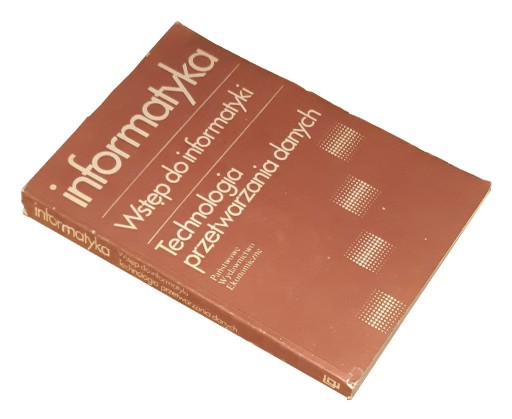 informatyka
Wstęp do informatyki
Technologia
przetwarzania danych
Państwowe
Wydawnictwo
Ekonomiczne
informatyka
Wstęp do informatyki
Technologia przetwarzania danych